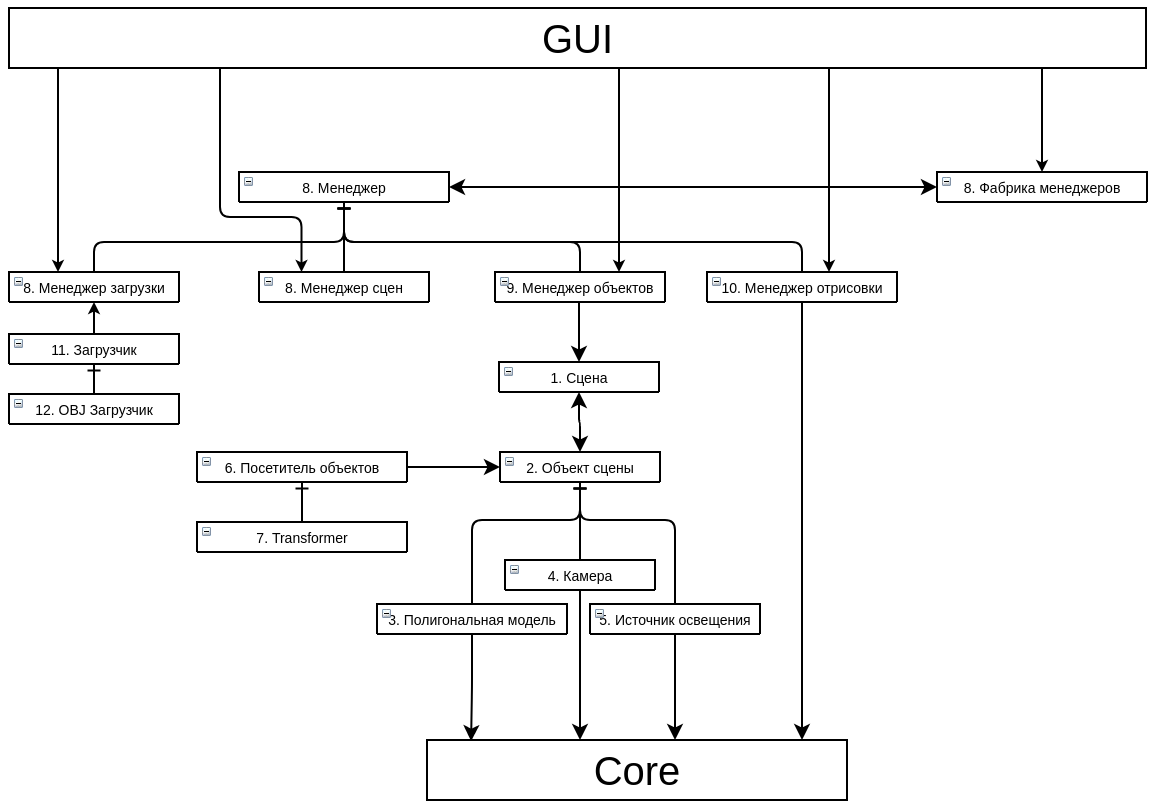 GUI
8. Менеджер
8. Фабрика менеджеров
8. Менеджер загрузки
8. Менеджер сцен
9. Менеджер объектов
10. Менеджер отрисовки
11. Загрузчик
1. Сцена
12. OBJ Загрузчик
6. Посетитель объектов
2. Объект сцены
7. Transformer
4. Камера
3. Полигональная модель
5. Источник освещения
Core